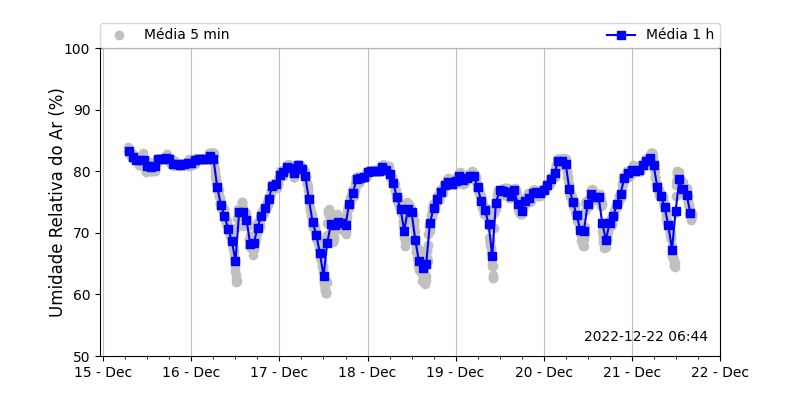 Média 5 min
Média 1 h
Umidade Relativa do Ar (%)
100
90
80
70
60
50
2022-12-22 06:44
15 - Dec
16 - Dec
17 - Dec
18 - Dec
19 - Dec
20 - Dec
21 - Dec
22 - Dec